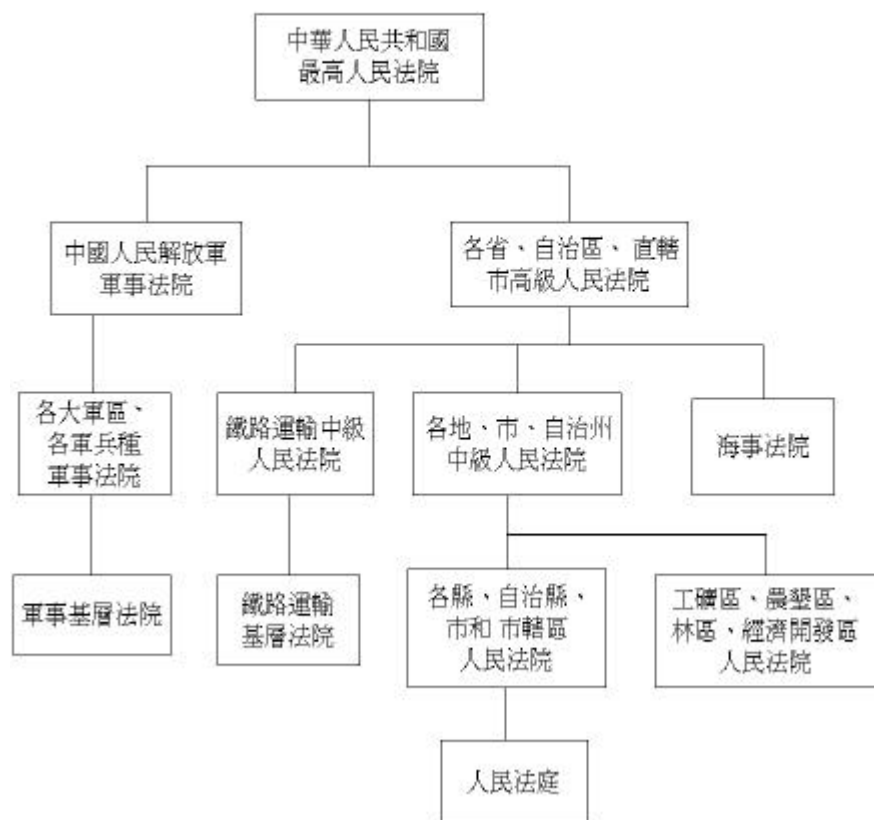 中華人民共和國
最高人民法院
中國人民解放軍
軍事法院
各省、自治區、 直轄
市高級人民法院
各大軍區、
各軍兵種
軍事法院
鐵路運輸中級
人民法院
各地、市、自治州
中級人民法院
海事法院
軍事基層法院
鐵路運輸
基層法院
各縣、自治縣、
市和 市轄區
人民法院
工礦區、農墾區、
林區、經濟開發區
人民法院
人民法庭